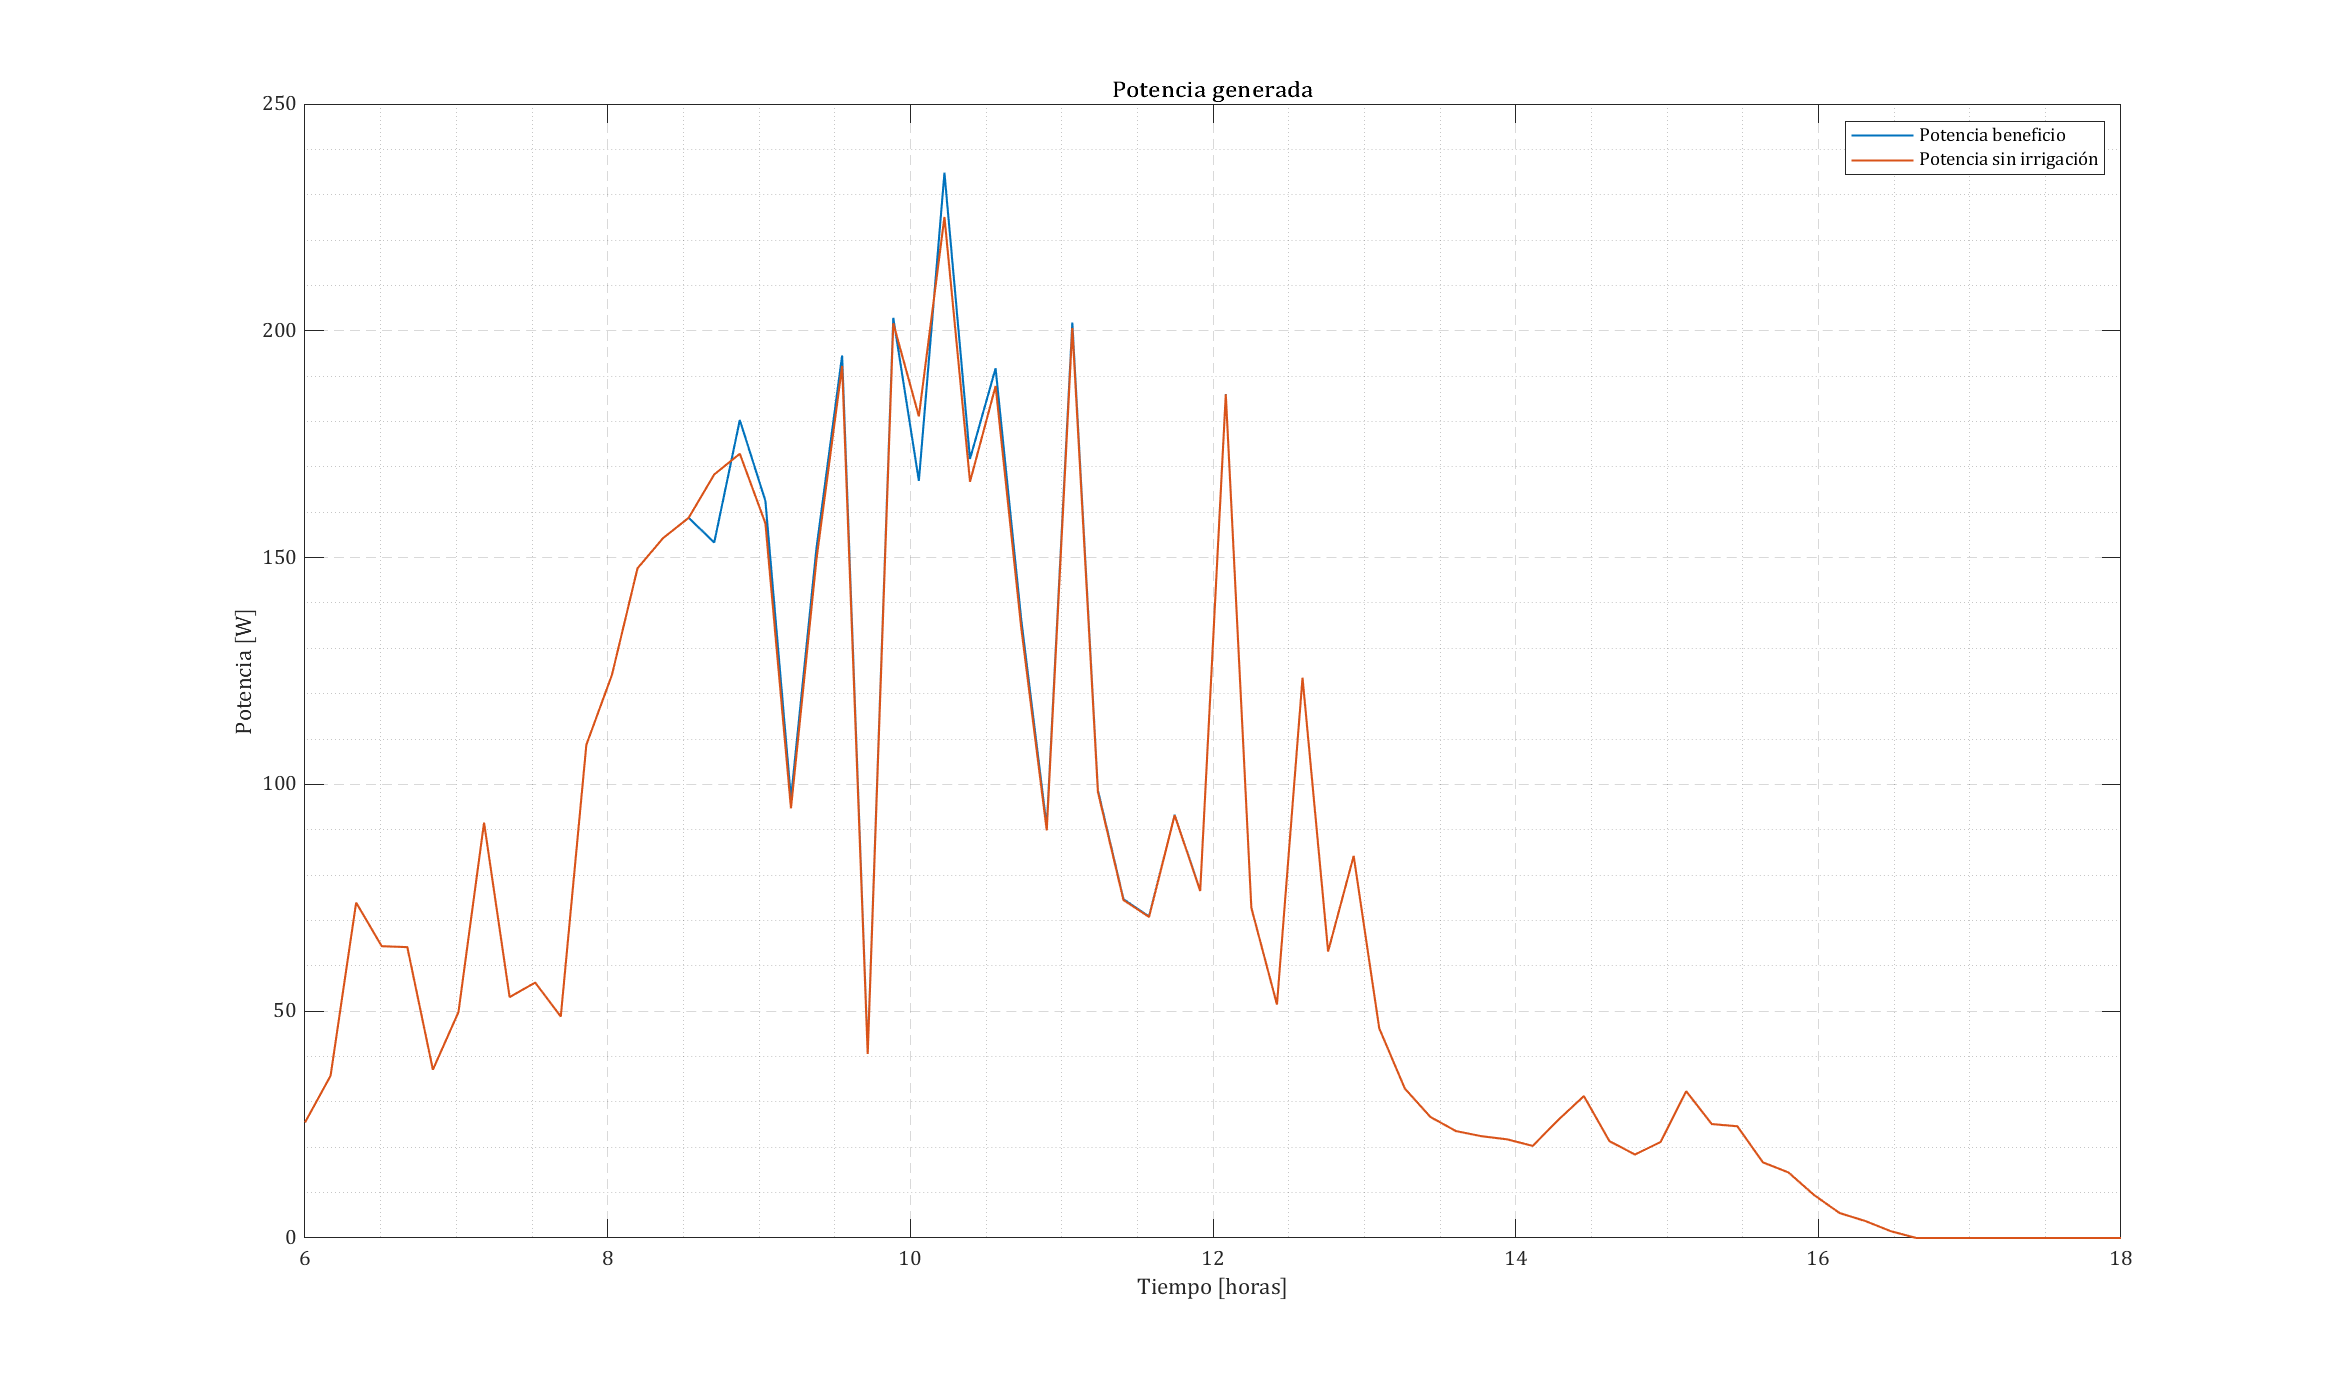 Potencia generada
250
200
150
100
50
0
Potencia [W]
6 8 10 12 14 16 18
Tiempo [horas]
Potencia beneficio
Potencia sin irrigación